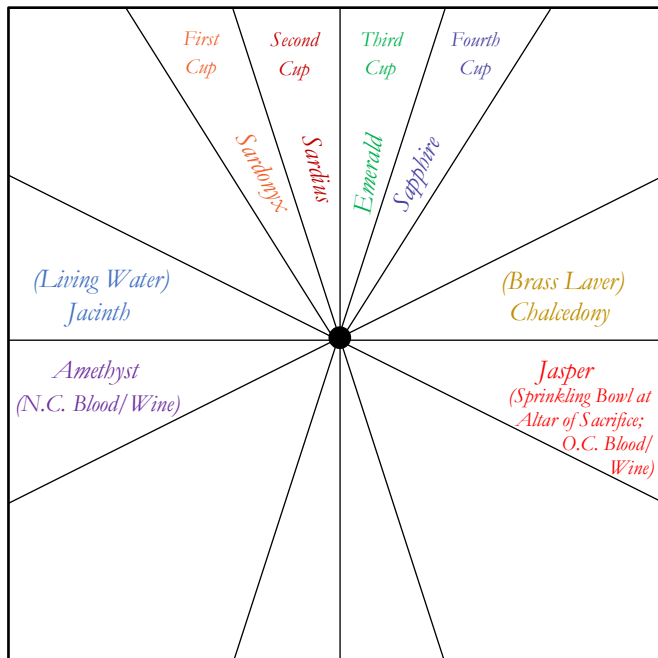 First
Cup
Second
Cup
Third
Cup
Fourth
Cup
Sardonyx
Sardius
Emerald
Sapphire
(Living Water)
Jacinth
(Brass Laver)
Chalcedony
Amethyst
(N.C. Blood/Wine)
Jasper
(Sprinkling Bowl at
Altar of Sacrifice;
O.C. Blood/
Wine)